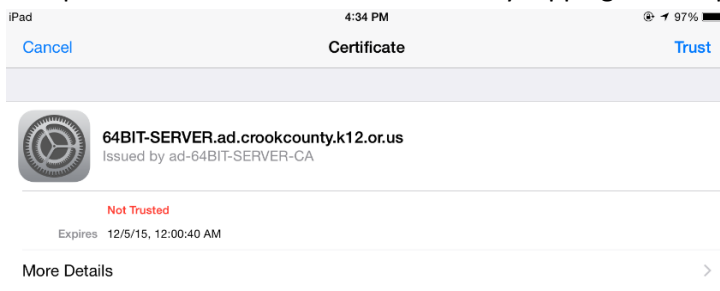 iPad 4:34 PM 97%
Cancel Certificate Trust
64BIT-SERVER.ad.crookcounty.k12.or.us
Issued by ad-64BIT-SERVER-CA
Not Trusted
Expires 12/5/15, 12:00:40 AM
More Details